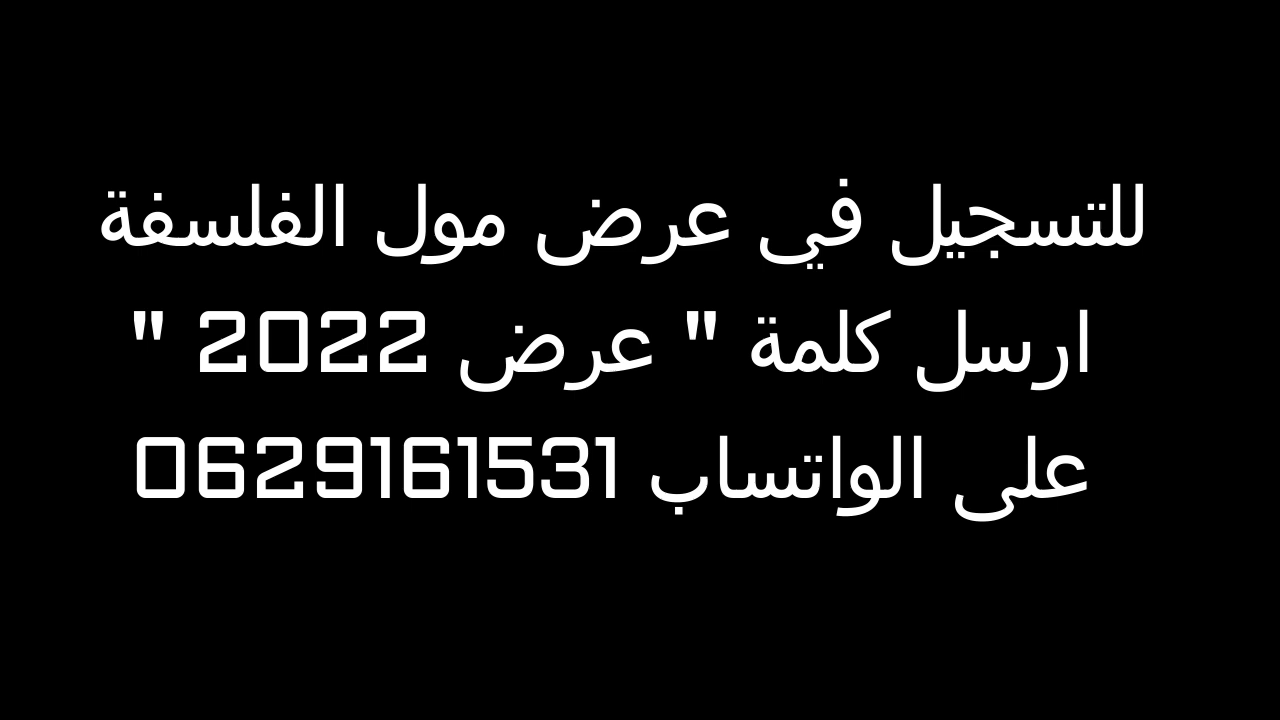 للتسجيل في عرض مول الفلسفة
ارسل كلمة " عرض 2022 "
على الواتساب 0629161531